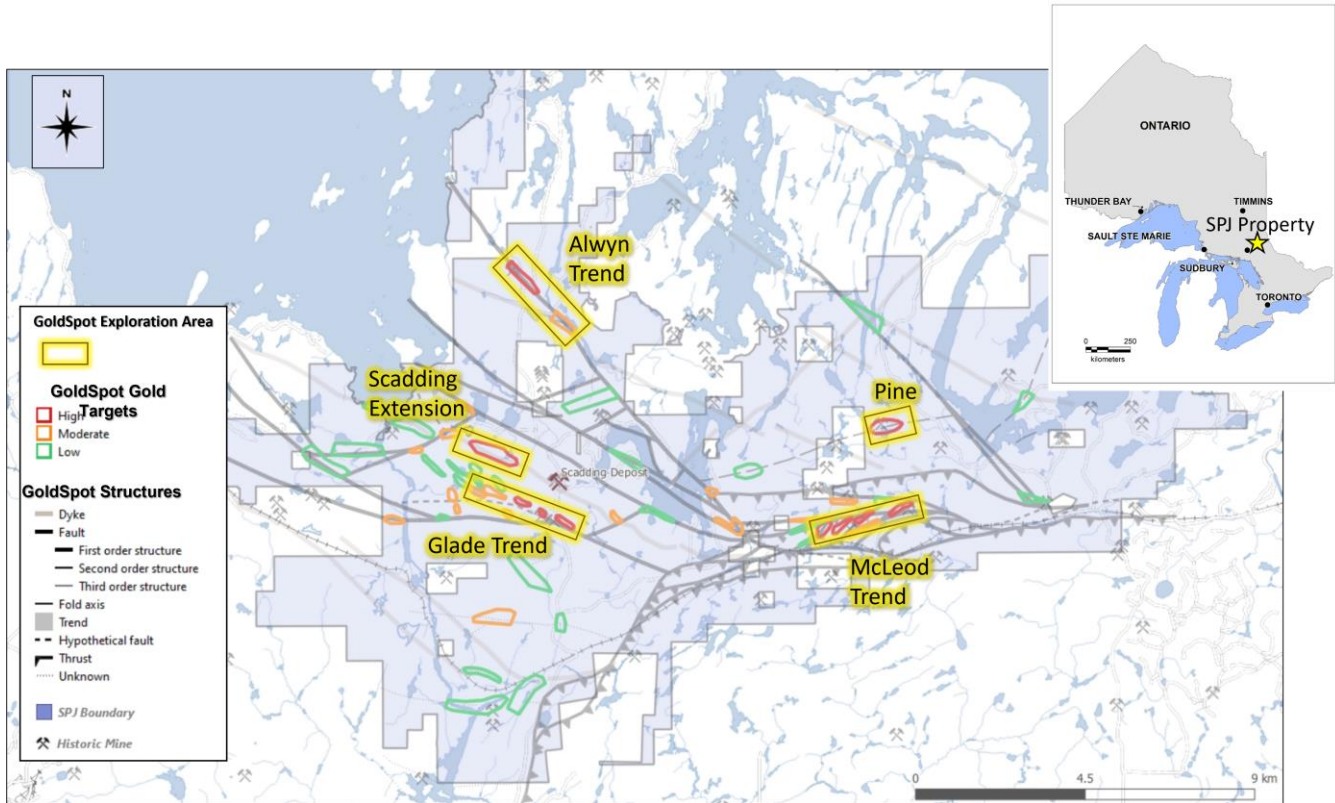 N
Alwyn
Trend
Scadding
Extension
Pine
Scadding Deposit
Glade Trend
McLeod
Trend
GoldSpot Exploration Area
GoldSpot Gold
Targets
High
Moderate
Low
GoldSpot Structures
Dyke
Fault
First order structure
Second order structure
Third order structure
Fold axis
Trend
Hypothetical fault
Thrust
Unknown
SPJ Boundary
Historic Mine
0 4.5 9 km
ONTARIO
THUNDER BAY
TIMMINS
SPJ Property
SAULT STE MARIE
SUDBURY
TORONTO
0 250
kilometers